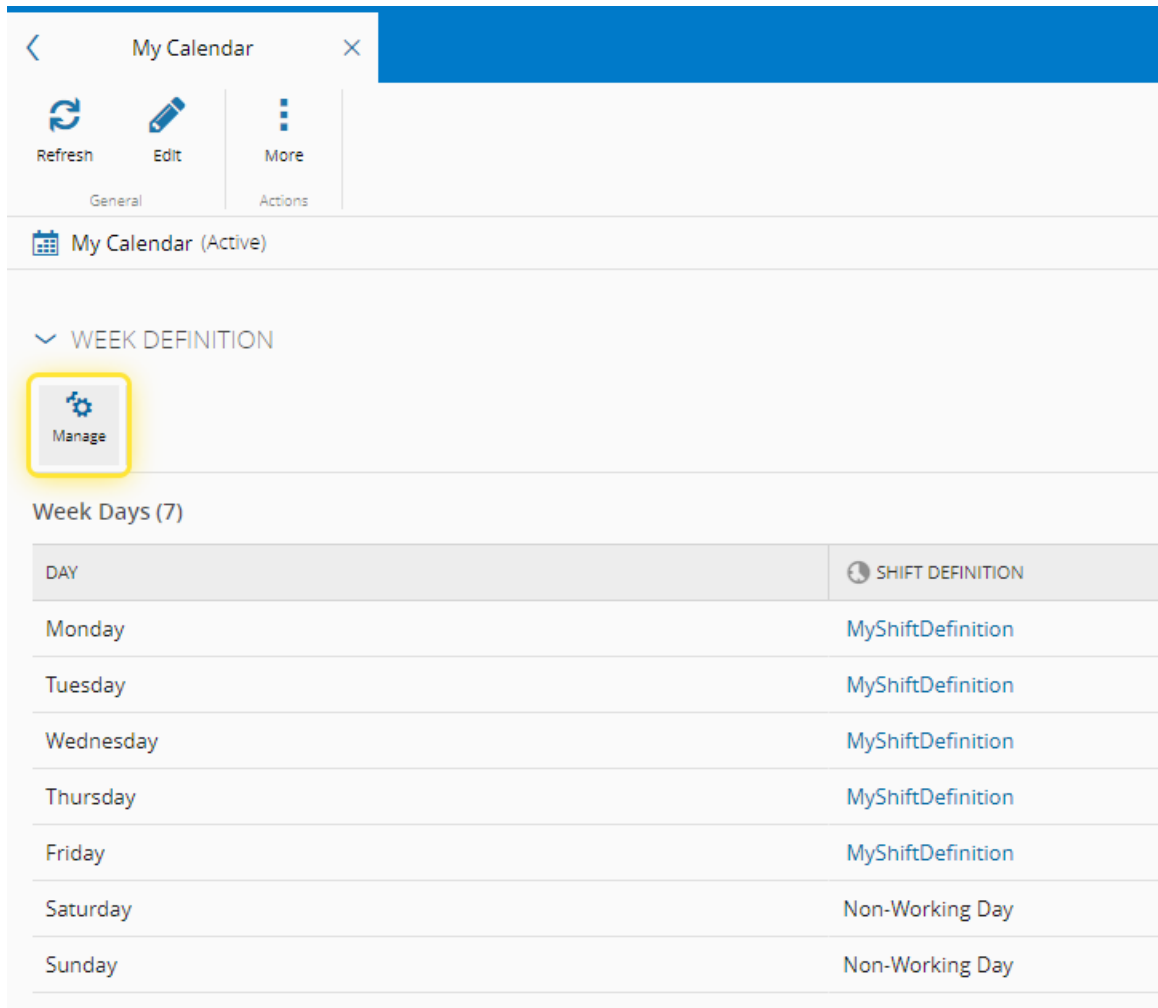 My Calendar
Refresh Edit More
General Actions
My Calendar (Active)
WEEK DEFINITION
Manage
Week Days (7)
DAY SHIFT DEFINITION
Monday MyShiftDefinition
Tuesday MyShiftDefinition
Wednesday MyShiftDefinition
Thursday MyShiftDefinition
Friday MyShiftDefinition
Saturday Non-Working Day
Sunday Non-Working Day